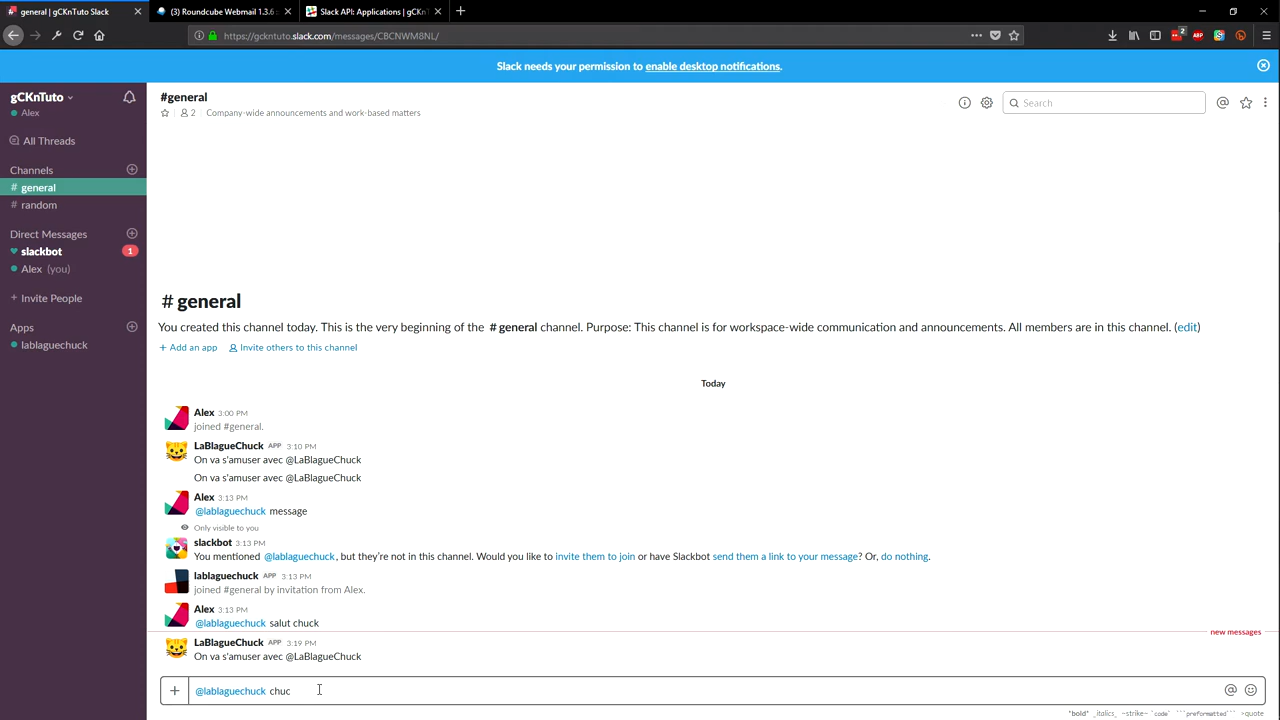 general | gCKnTuto Slack
(3) Roundcube Webmail 1.3.6
Slack API: Applications | gCKnT
https://gckntuto.slack.com/messages/CBCNWM8NL/
2
ABP
Slack needs your permission to enable desktop notifications.
gCKnTuto
Alex
All Threads
Channels
# general
# random
Direct Messages
slackbot 1
Alex (you)
+ Invite People
Apps
lablaguechuck
#general
2 Company-wide announcements and work-based matters
Search
# general
You created this channel today. This is the very beginning of the # general channel. Purpose: This channel is for workspace-wide communication and announcements. All members are in this channel. (edit)
+ Add an app Invite others to this channel
Today
Alex 3:00 PM
joined #general.
LaBlagueChuck APP 3:10 PM
On va s'amuser avec @LaBlagueChuck
On va s'amuser avec @LaBlagueChuck
Alex 3:13 PM
@lablaguechuck message
Only visible to you
slackbot 3:13 PM
You mentioned @lablaguechuck, but they're not in this channel. Would you like to invite them to join or have Slackbot send them a link to your message? Or, do nothing.
lablaguechuck APP 3:13 PM
joined #general by invitation from Alex.
Alex 3:13 PM
@lablaguechuck salut chuck
new messages
LaBlagueChuck APP 3:19 PM
On va s'amuser avec @LaBlagueChuck
@lablaguechuck chuc
*bold* _italics_ ~strike~ `code` ```preformatted``` >quote